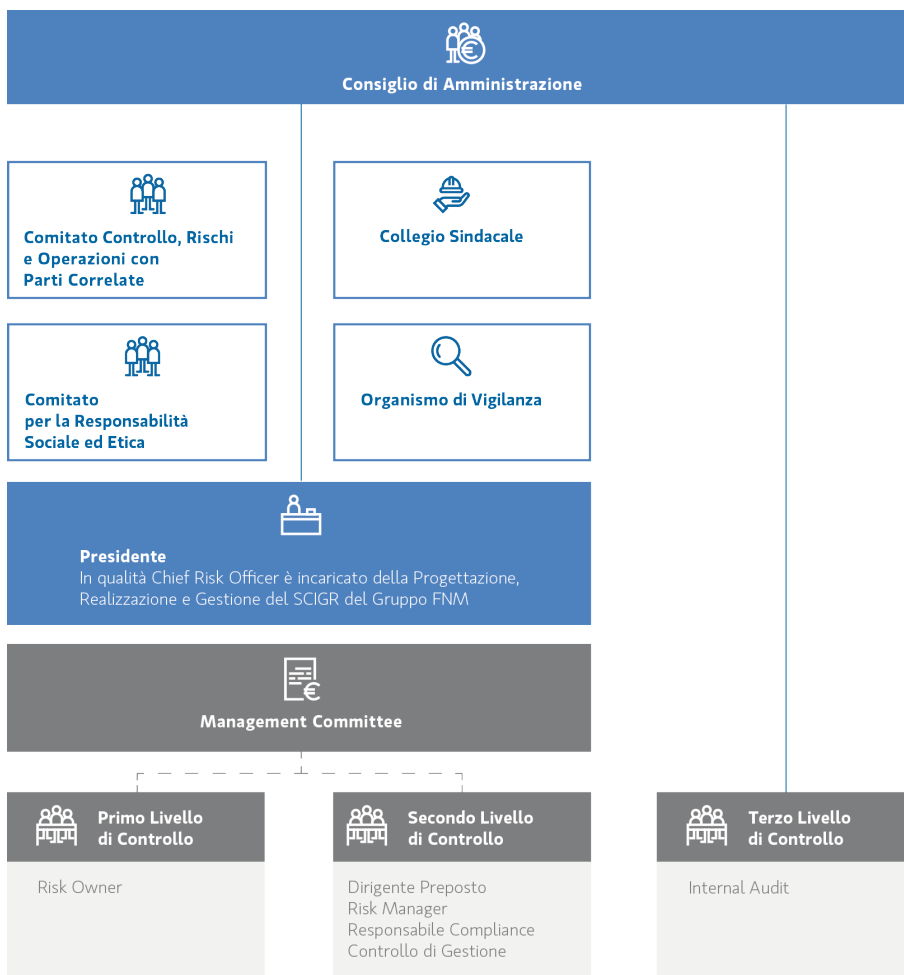 Consiglio di Amministrazione
Comitato Controllo, Rischi
e Operazioni con
Parti Correlate
Collegio Sindacale
Comitato
per la Responsabilità
Sociale ed Etica
Organismo di Vigilanza
Presidente
In qualità Chief Risk Officer è incaricato della Progettazione,
Realizzazione e Gestione del SCIGR del Gruppo FNM
Management Committee
Primo Livello
di Controllo
Risk Owner
Secondo Livello
di Controllo
Dirigente Preposto
Risk Manager
Responsabile Compliance
Controllo di Gestione
Terzo Livello
di Controllo
Internal Audit